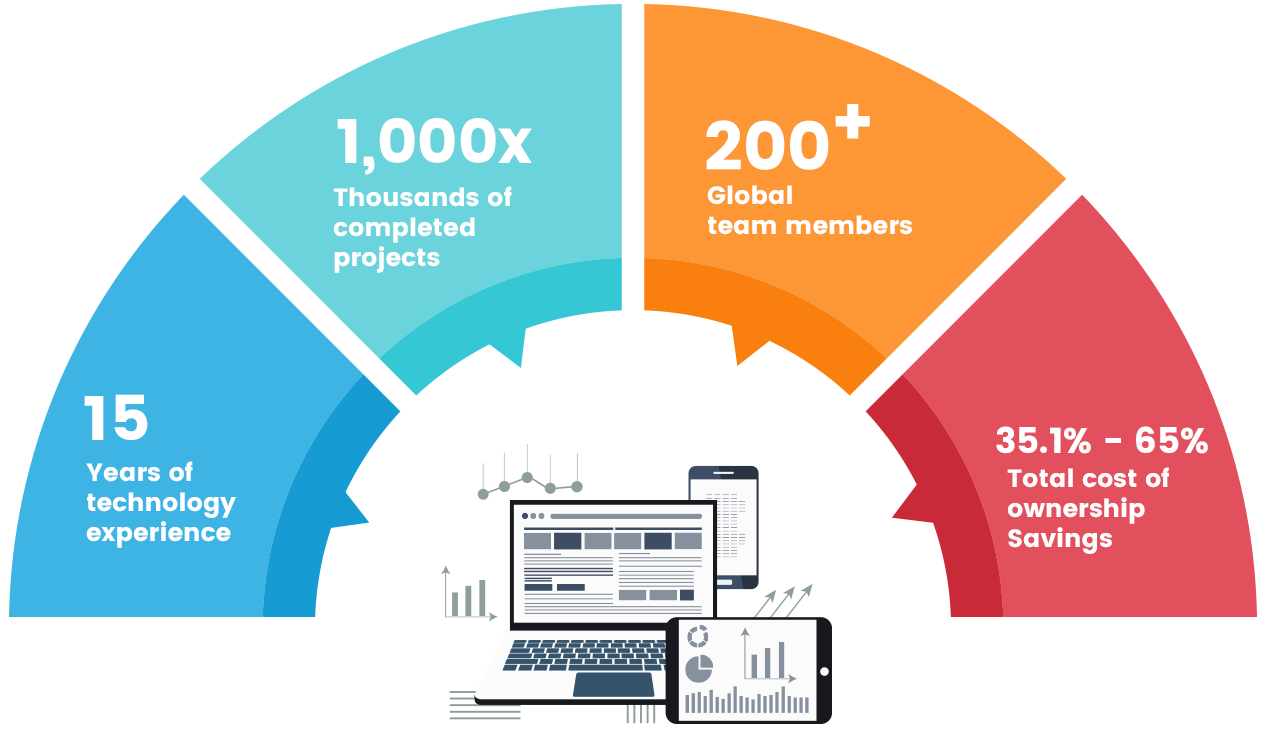 1,000x
Thousands of
completed
projects
200+
Global
team members
15
Years of
technology
experience
35.1% - 65%
Total cost of
ownership
Savings